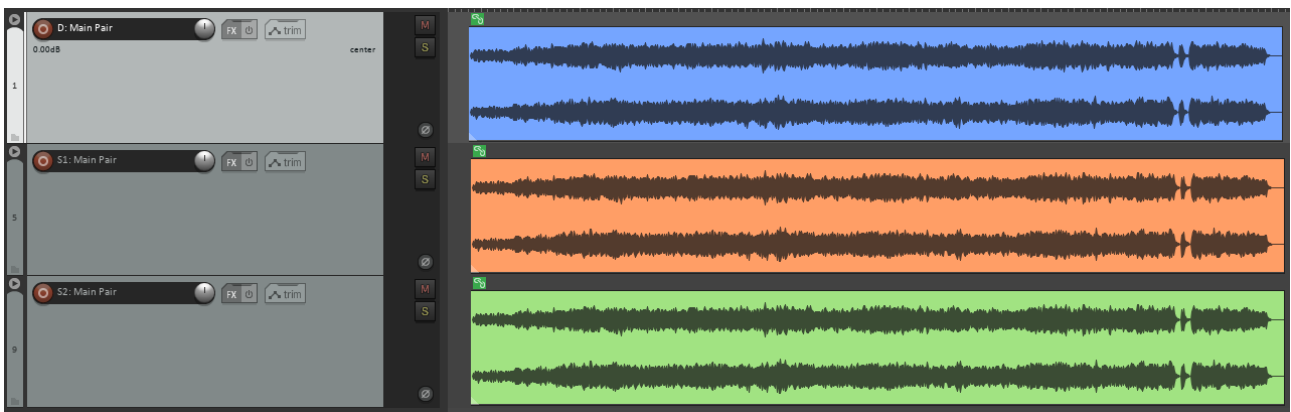 D: Main Pair FX trim M
0.00dB center S
1
S1: Main Pair FX trim M
S
5
S2: Main Pair FX trim M
S
9